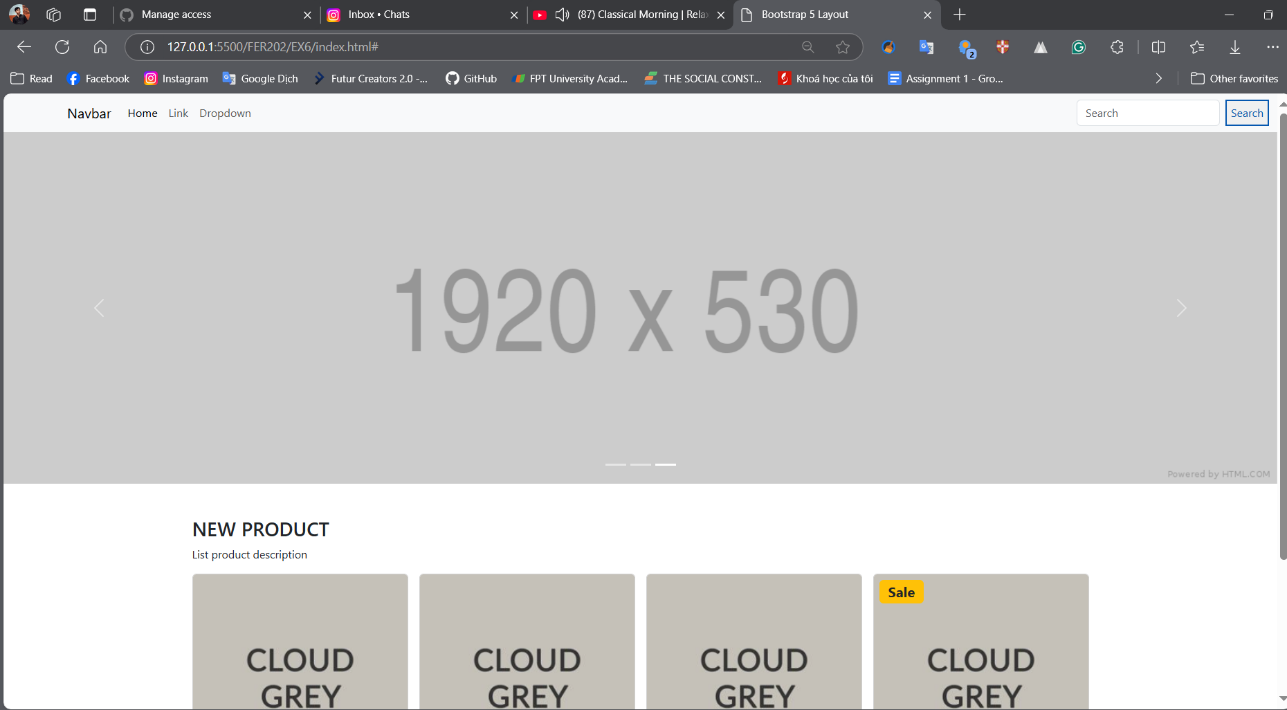 Manage access
Inbox • Chats
(87) Classical Morning | Rela
Bootstrap 5 Layout
127.0.0.1:5500/FER202/EX6/index.html#
2
Read
Facebook
Instagram
Google Dịch
Futur Creators 2.0 -...
GitHub
FPT University Acad...
THE SOCIAL CONST...
Khoá học của tôi
Assignment 1 - Gro...
Other favorites
Navbar
Home
Link
Dropdown
Search
Search
1920 x 530
Powered by HTML.COM
NEW PRODUCT
List product description
CLOUD
GREY
CLOUD
GREY
CLOUD
GREY
Sale
CLOUD
GREY